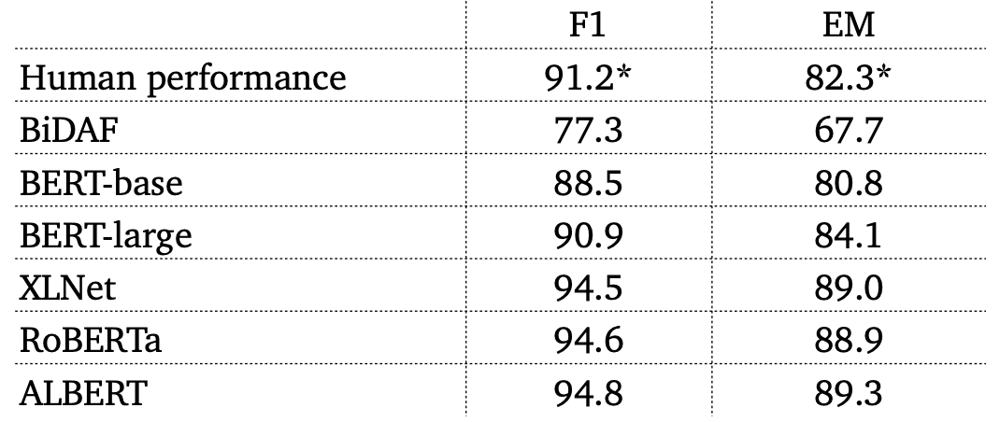 F1 EM
Human performance 91.2* 82.3*
BiDAF 77.3 67.7
BERT-base 88.5 80.8
BERT-large 90.9 84.1
XLNet 94.5 89.0
RoBERTa 94.6 88.9
ALBERT 94.8 89.3